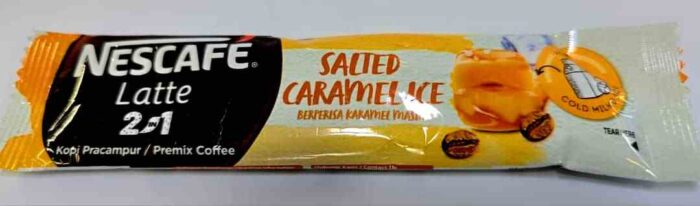 NESCAFÉ®
Latte
2in1
Kopi Pracampur / Premix Coffee
SALTED
CARAMEL ICE
BERPERISA KARAMEL MASIN
COLD MILK
TEAR HERE